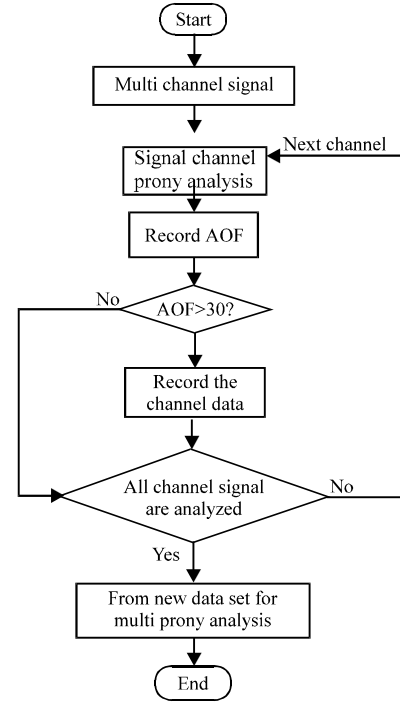 Start
Multi channel signal
Next channel
Signal channel
prony analysis
Record AOF
No
AOF>30?
Record the
channel data
All channel signal
are analyzed
No
Yes
From new data set for
multi prony analysis
End